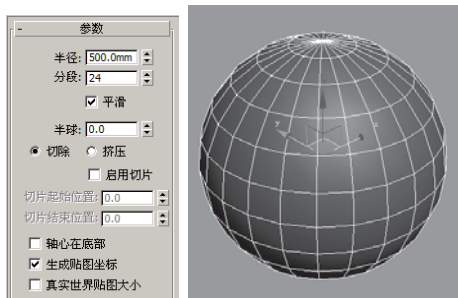 - 参数
半径: 500.0mm
分段: 24
平滑
半球: 0.0
切除 挤压
启用切片
切片起始位置: 0.0
切片结束位置: 0.0
轴心在底部
生成贴图坐标
真实世界贴图大小